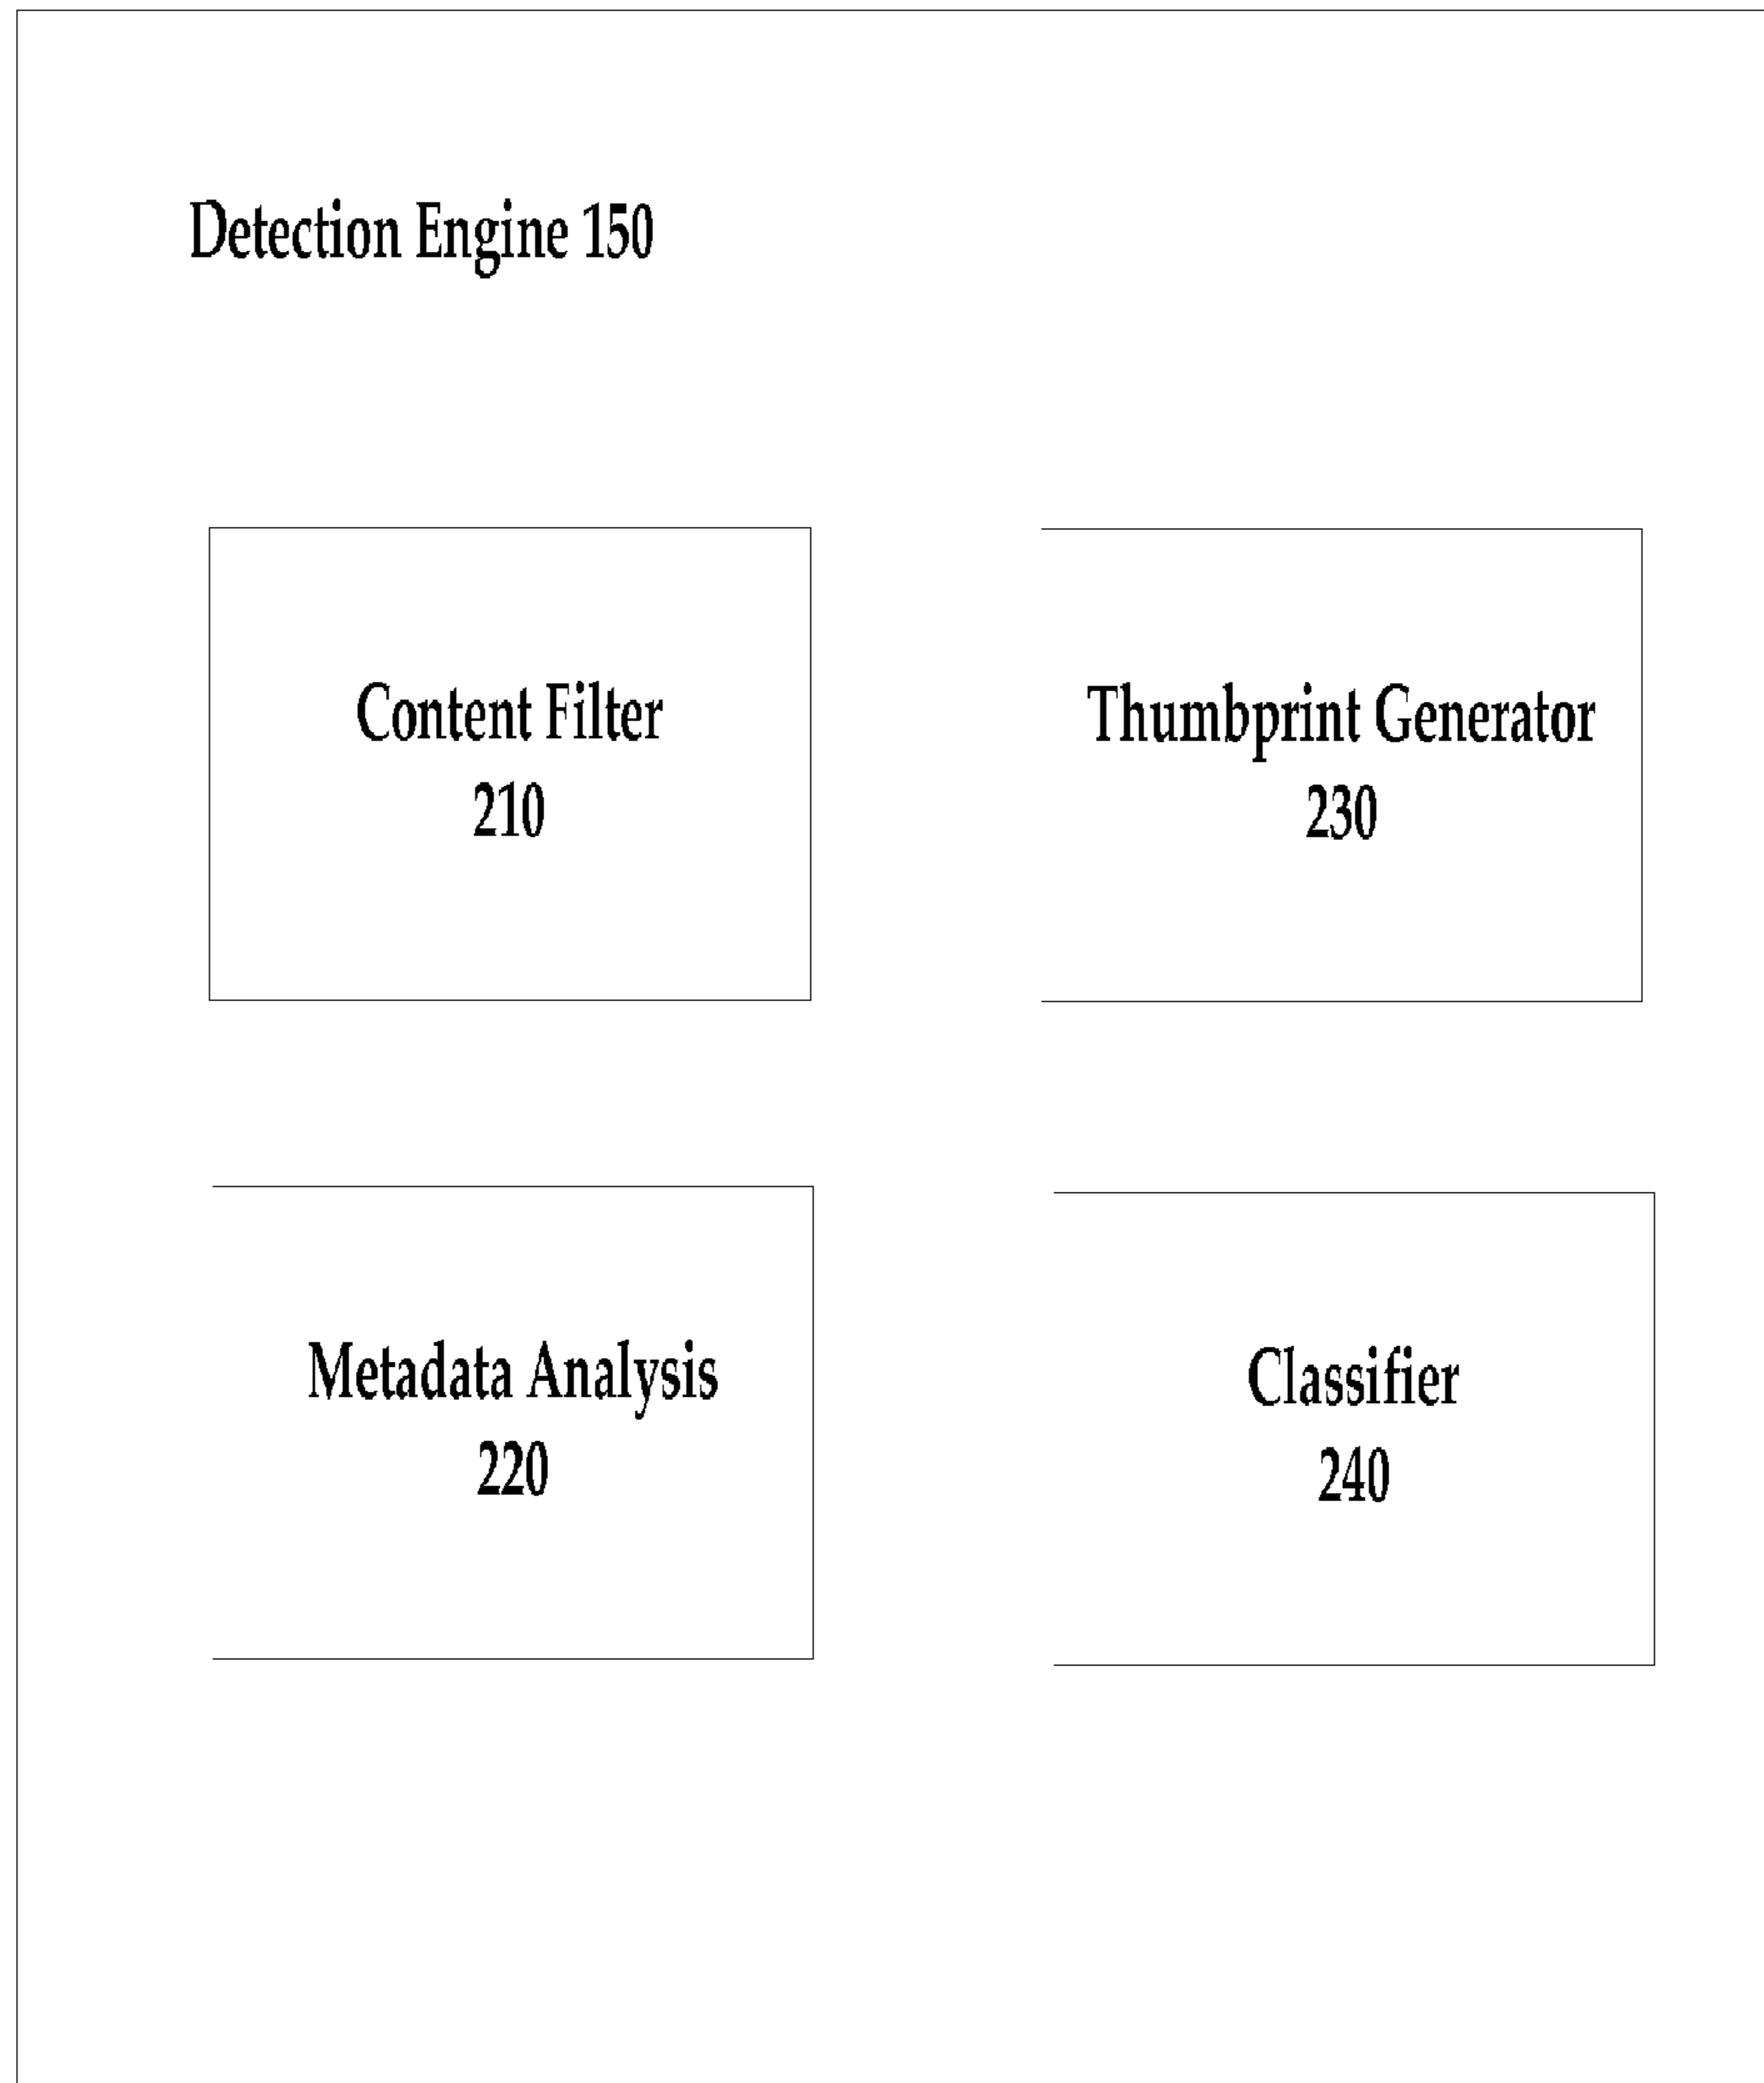 Detection Engine 150
Content Filter
210
Thumbprint Generator
230
Metadata Analysis
220
Classifier
240